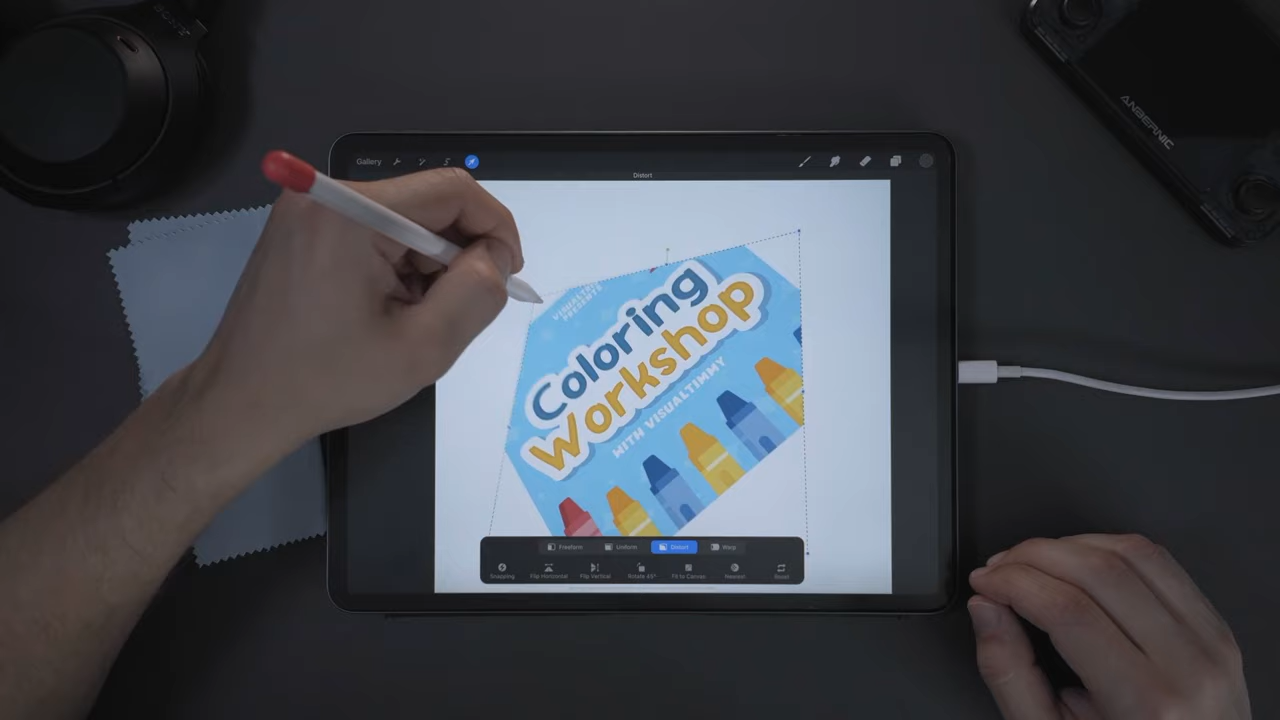 SONY
ANBERNIC
Gallery
Distort
VISUALTIMMY
PRESENTS
Coloring
Workshop
WITH VISUALTIMMY
Freeform
Uniform
Distort
Warp
Snapping
Flip Horizontal
Flip Vertical
Rotate 45°
Fit to Canvas
Nearest
Reset